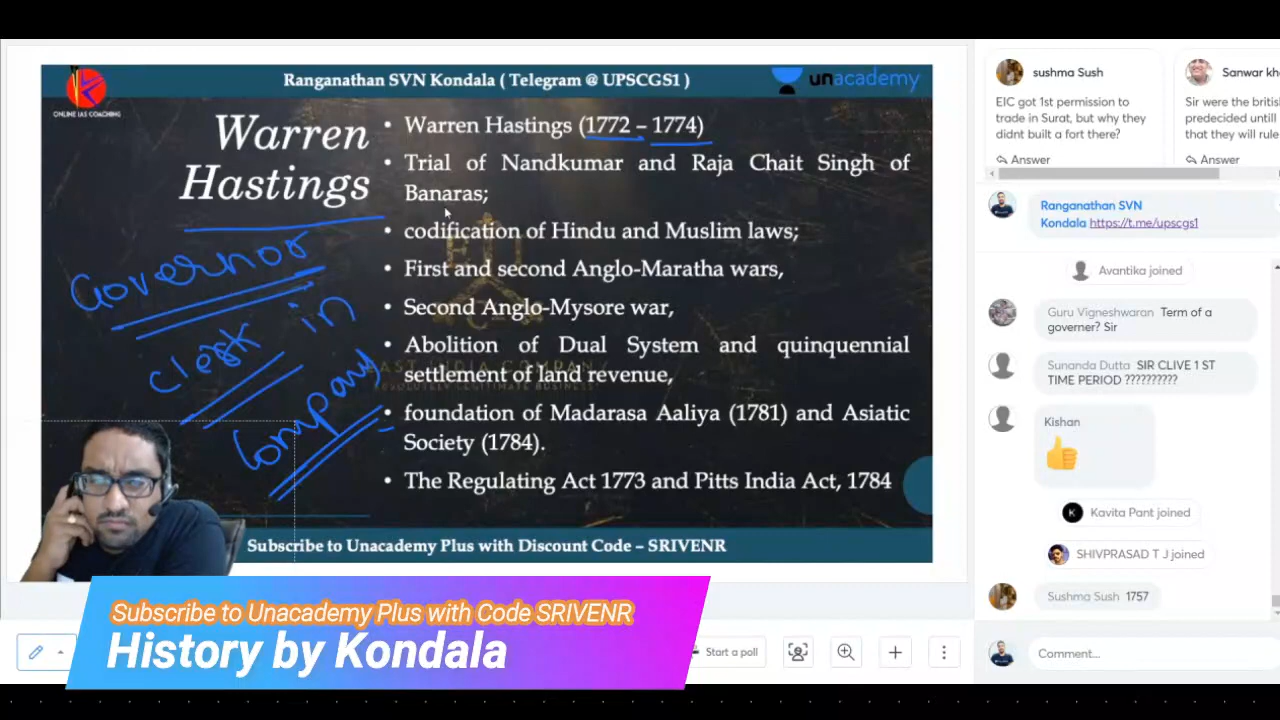 Ranganathan SVN Kondala ( Telegram @ UPSCGS1 )
unacademy
ONLINE IAS COACHING
Warren
Hastings
Governor
Clerk in
Company
• Warren Hastings (1772 – 1774)
• Trial of Nandkumar and Raja Chait Singh of
Banaras;
• codification of Hindu and Muslim laws;
• First and second Anglo-Maratha wars,
• Second Anglo-Mysore war,
• Abolition of Dual System and quinquennial
settlement of land revenue,
• foundation of Madarasa Aaliya (1781) and Asiatic
Society (1784).
• The Regulating Act 1773 and Pitts India Act, 1784
EAST INDIA COMPANY
Subscribe to Unacademy Plus with Discount Code – SRIVENR
Subscribe to Unacademy Plus with Code SRIVENR
History by Kondala
Start a poll
sushma Sush
EIC got 1st permission to
trade in Surat, but why they
didnt built a fort there?
Answer
Sanwar kh
Sir were the british
predecided untill
that they will rule
Answer
Ranganathan SVN
Kondala https://t.me/upscgs1
Avantika joined
Guru Vigneshwaran Term of a
governer? Sir
Sunanda Dutta SIR CLIVE 1 ST
TIME PERIOD ??????????
Kishan
K Kavita Pant joined
SHIVPRASAD T J joined
Sushma Sush 1757
Comment...